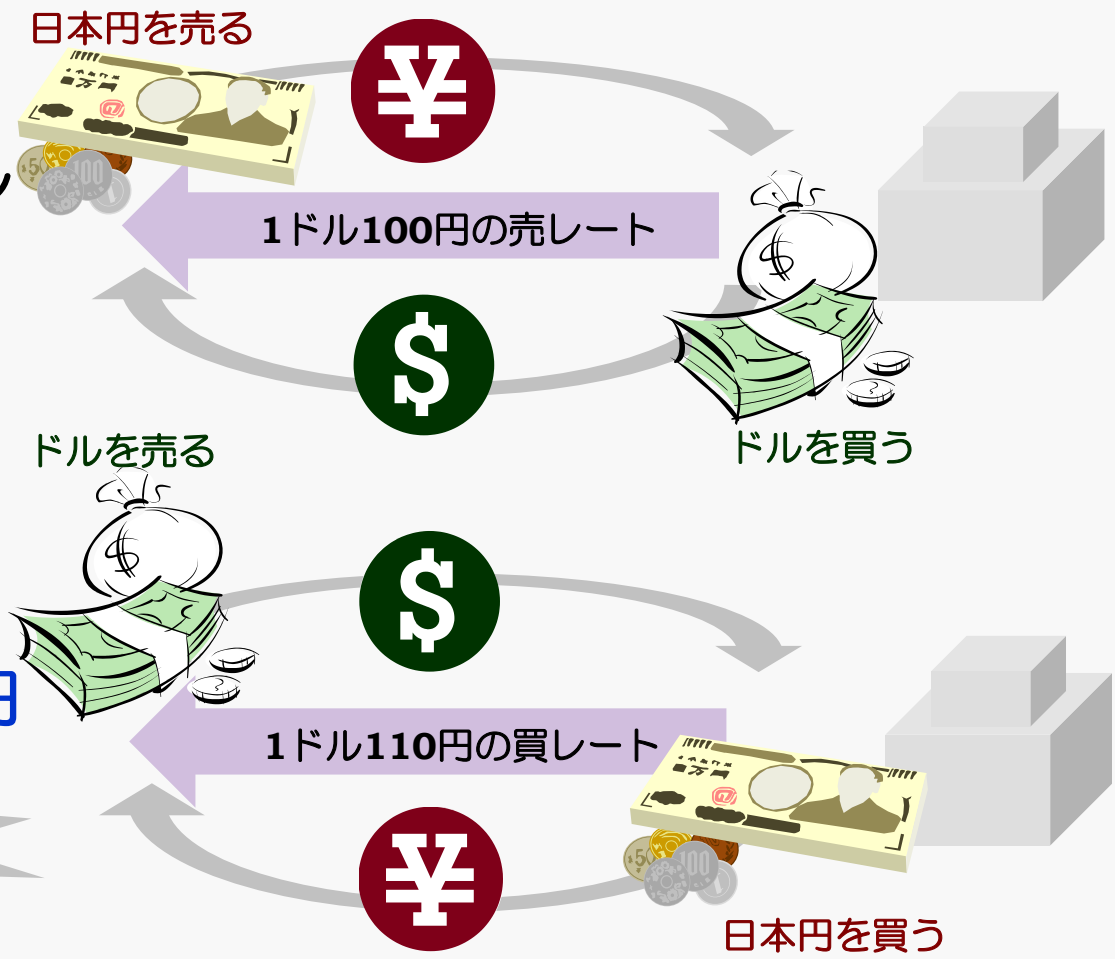 日本円を売る
¥
1ドル100円の売レート
$
ドルを売る
ドルを買う
$
円
1ドル110円の買レート
¥
日本円を買う